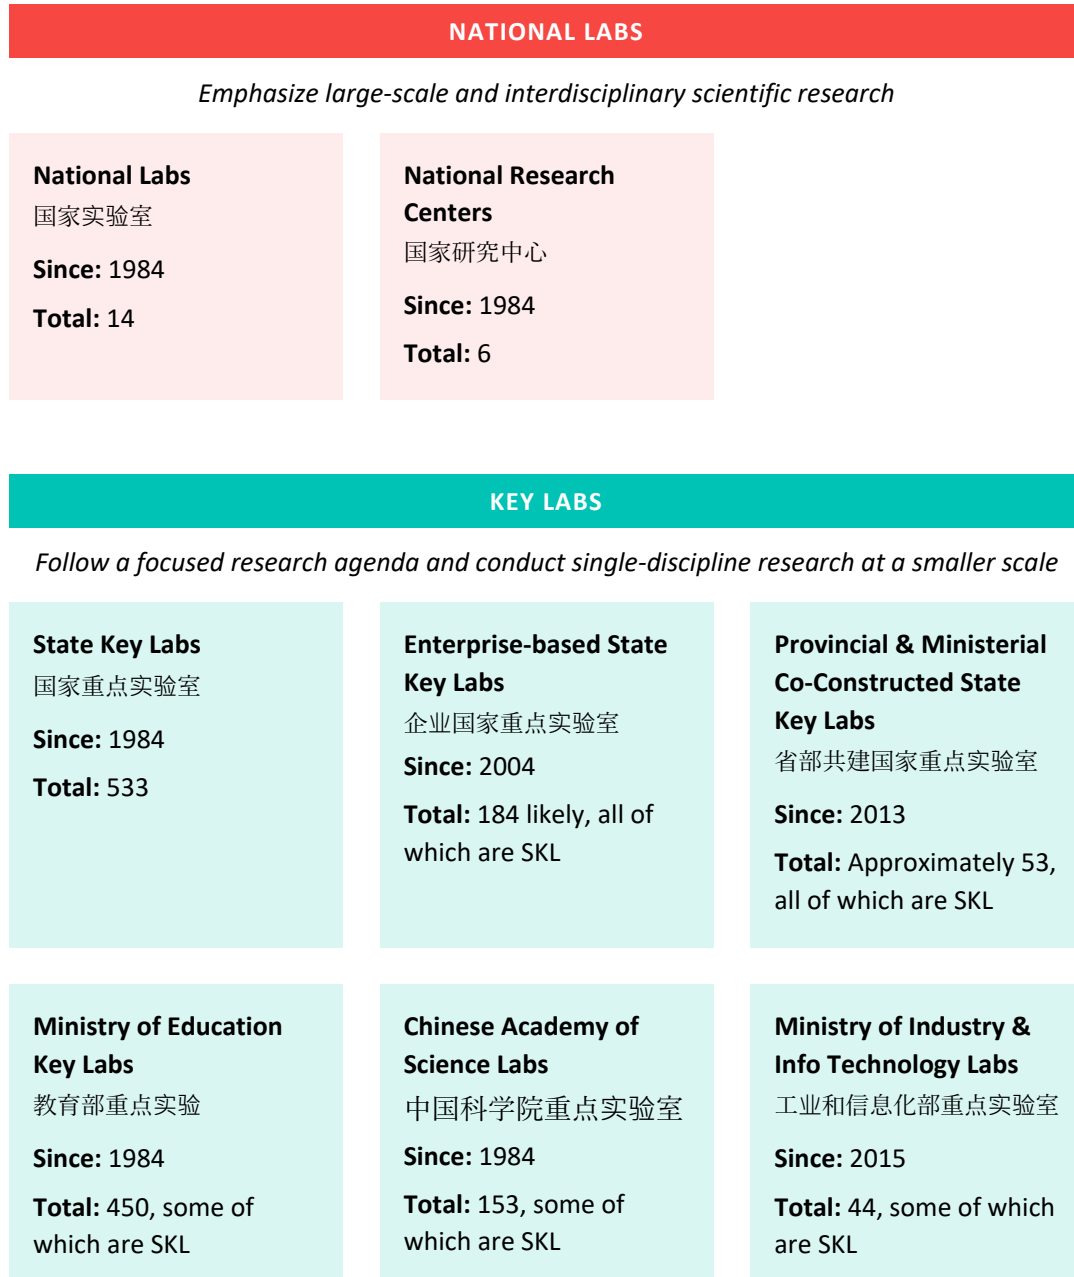 NATIONAL LABS
Emphasize large-scale and interdisciplinary scientific research
National Labs
国家实验室
Since: 1984
Total: 14
National Research
Centers
国家研究中心
Since: 1984
Total: 6
KEY LABS
Follow a focused research agenda and conduct single-discipline research at a smaller scale
State Key Labs
国家重点实验室
Since: 1984
Total: 533
Enterprise-based State
Key Labs
企业国家重点实验室
Since: 2004
Total: 184 likely, all of
which are SKL
Provincial & Ministerial
Co-Constructed State
Key Labs
省部共建国家重点实验室
Since: 2013
Total: Approximately 53,
all of which are SKL
Ministry of Education
Key Labs
教育部重点实验
Since: 1984
Total: 450, some of
which are SKL
Chinese Academy of
Science Labs
中国科学院重点实验室
Since: 1984
Total: 153, some of
which are SKL
Ministry of Industry &
Info Technology Labs
工业和信息化部重点实验室
Since: 2015
Total: 44, some of which
are SKL